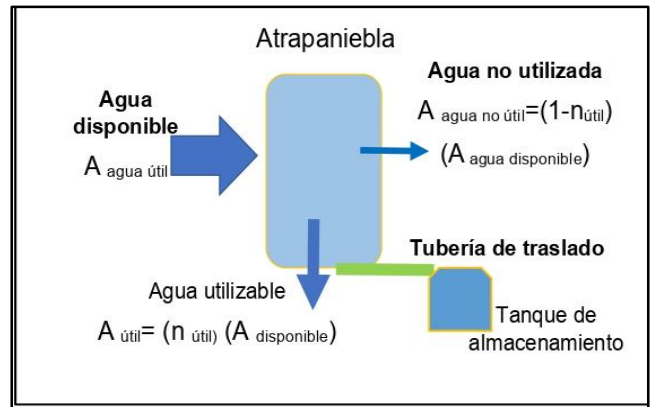 Atrapaniebla
Agua
disponible
A agua útil
Agua no utilizada
A agua no útil=(1-nútil)
(A agua disponible)
Agua utilizable
A útil= (n útil) (A disponible)
Tubería de traslado
Tanque de
almacenamiento